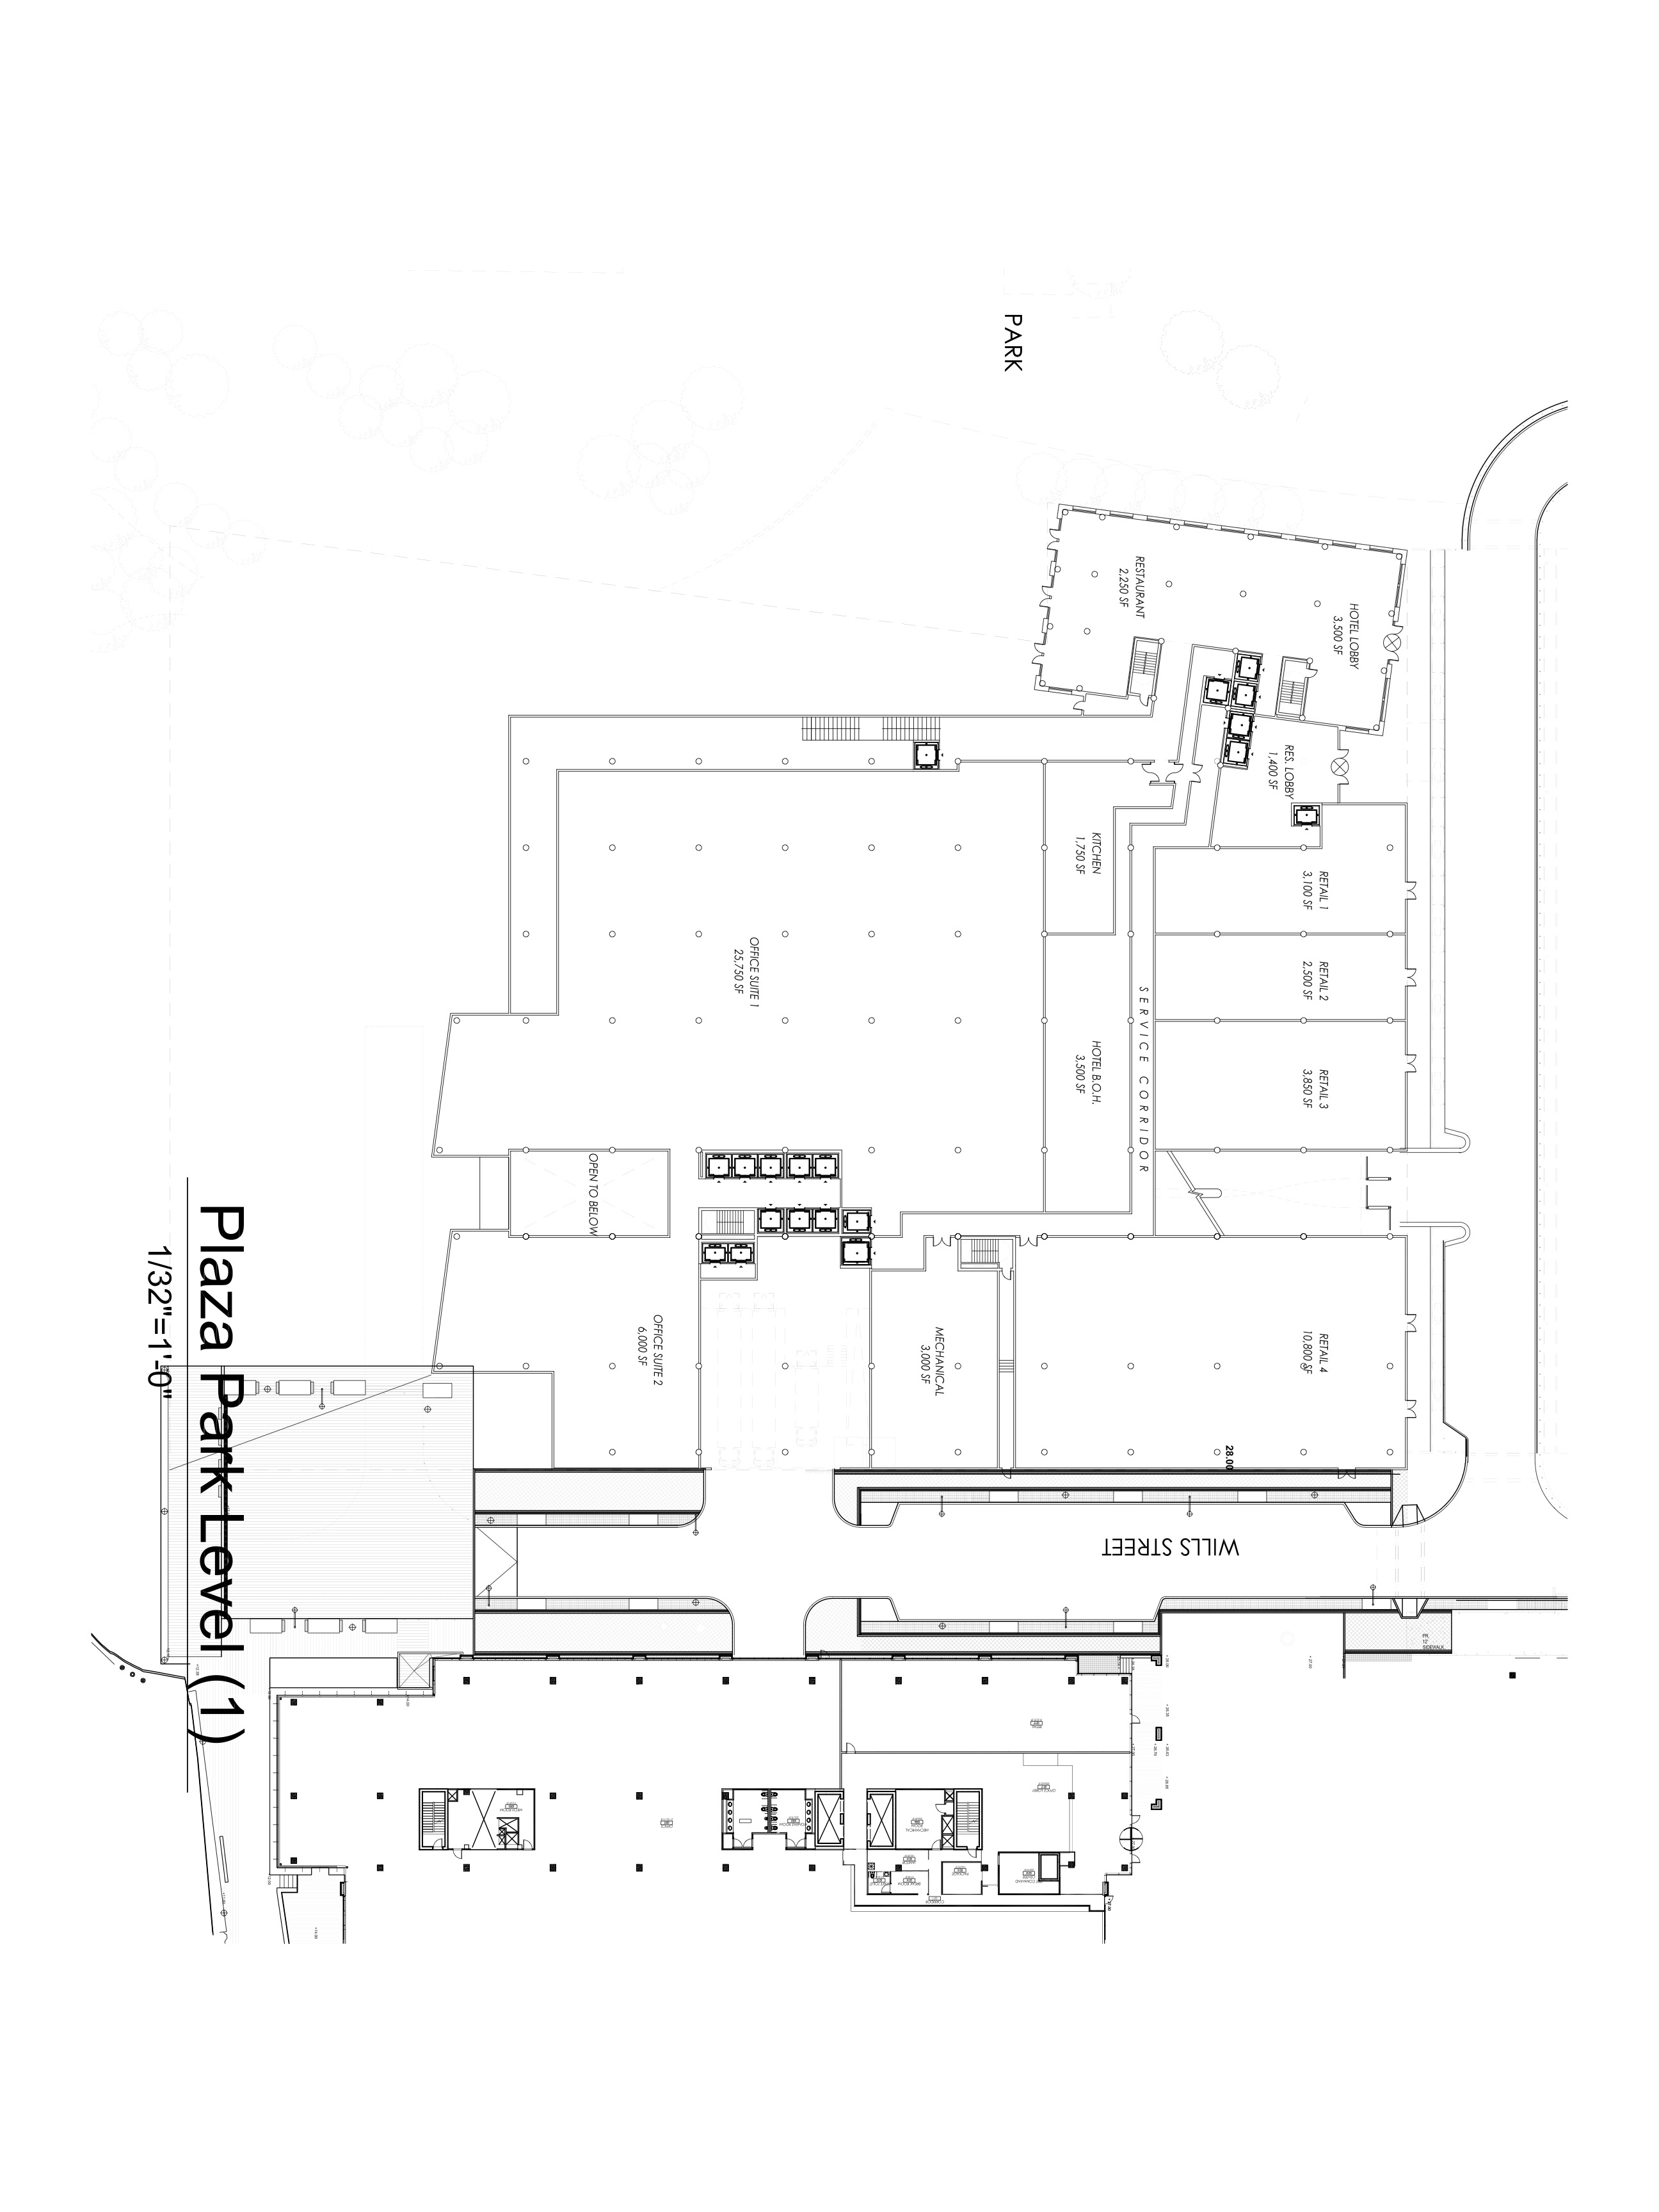 PARK
RESTAURANT
2,250 SF
HOTEL LOBBY
3,500 SF
RES. LOBBY
1,400 SF
KITCHEN
1,750 SF
RETAIL 1
3,100 SF
RETAIL 2
2,500 SF
RETAIL 3
3,850 SF
RETAIL 4
10,800 SF
OFFICE SUITE 1
25,750 SF
HOTEL B.O.H.
3,500 SF
SERVICE CORRIDOR
OPEN TO BELOW
OFFICE SUITE 2
6,000 SF
MECHANICAL
3,000 SF
28.00
WILLS STREET
PR.
12'
SIDEWALK
MECHANICAL
CORRIDOR
Plaza Park Level (1)
1/32"=1'-0"